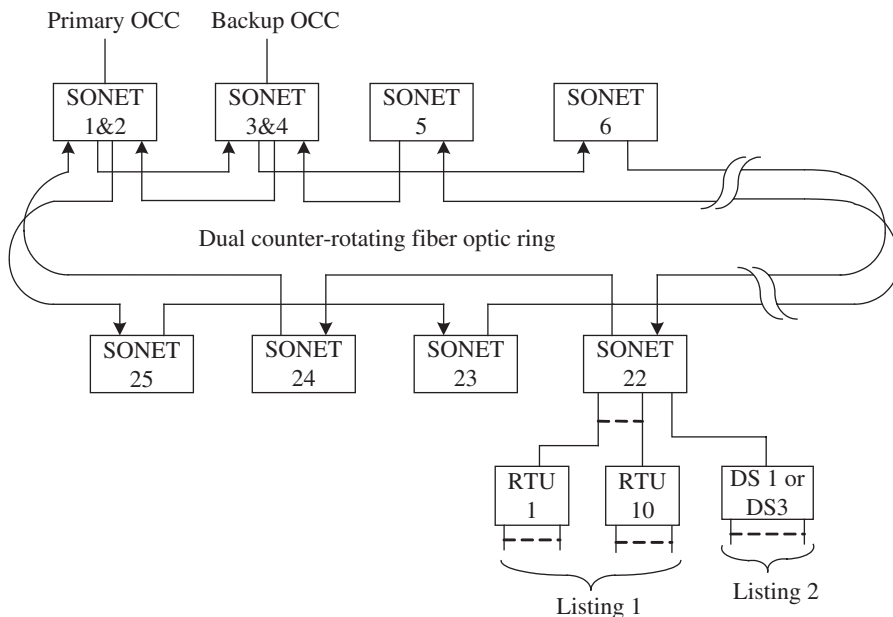 Primary OCC
Backup OCC
SONET
1&2
SONET
3&4
SONET
5
SONET
6
Dual counter-rotating fiber optic ring
SONET
25
SONET
24
SONET
23
SONET
22
RTU
1
RTU
10
DS 1 or
DS3
Listing 1
Listing 2